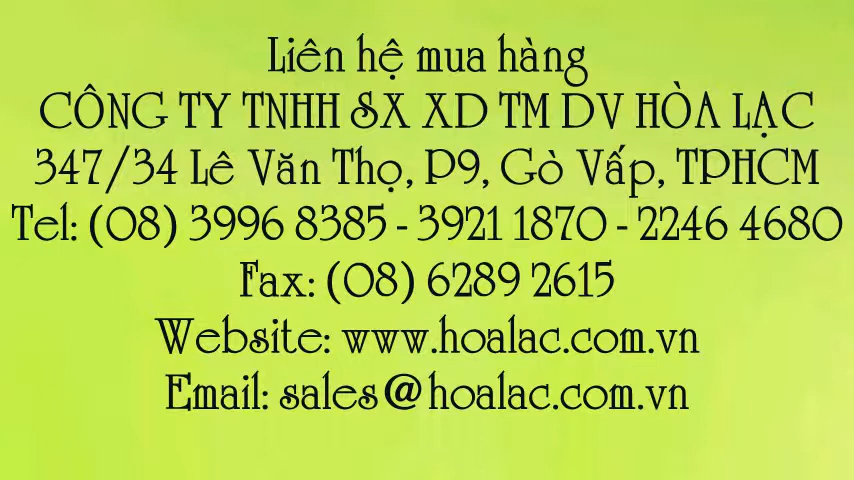 Liên hệ mua hàng
CÔNG TY TNHH SX XD TM DV HÒA LẠC
347/34 Lê Văn Thọ, P9, Gò Vấp, TPHCM
Tel: (08) 3996 8385 - 3921 1870 - 2246 4680
Fax: (08) 6289 2615
Website: www.hoalac.com.vn
Email: sales@hoalac.com.vn